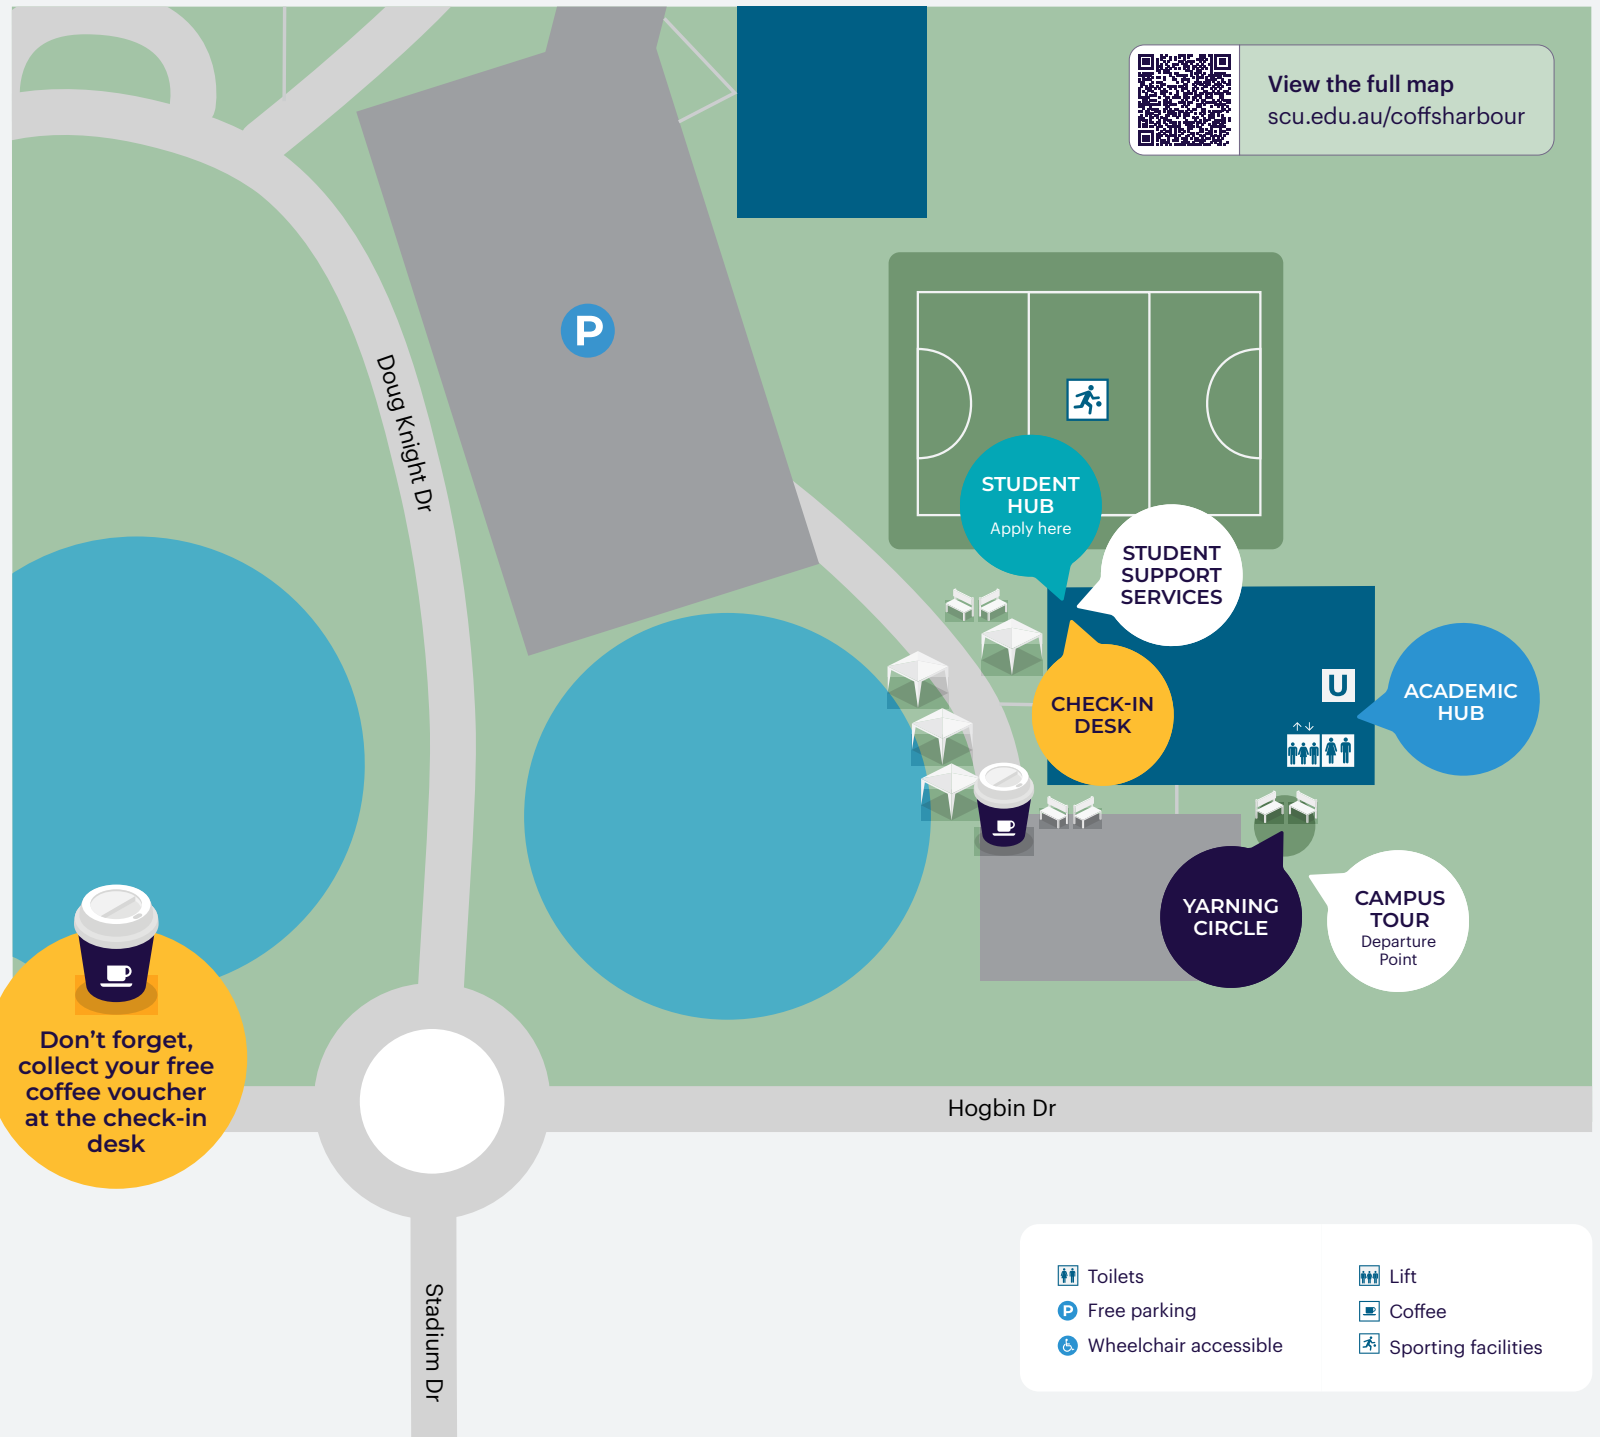 View the full map
scu.edu.au/coffsharbour
P
Doug Knight Dr
STUDENT
HUB
Apply here
STUDENT
SUPPORT
SERVICES
CHECK-IN
DESK
U
ACADEMIC
HUB
YARNING
CIRCLE
CAMPUS
TOUR
Departure
Point
Don’t forget,
collect your free
coffee voucher
at the check-in
desk
Hogbin Dr
Stadium Dr
Toilets
P Free parking
Wheelchair accessible
Lift
Coffee
Sporting facilities